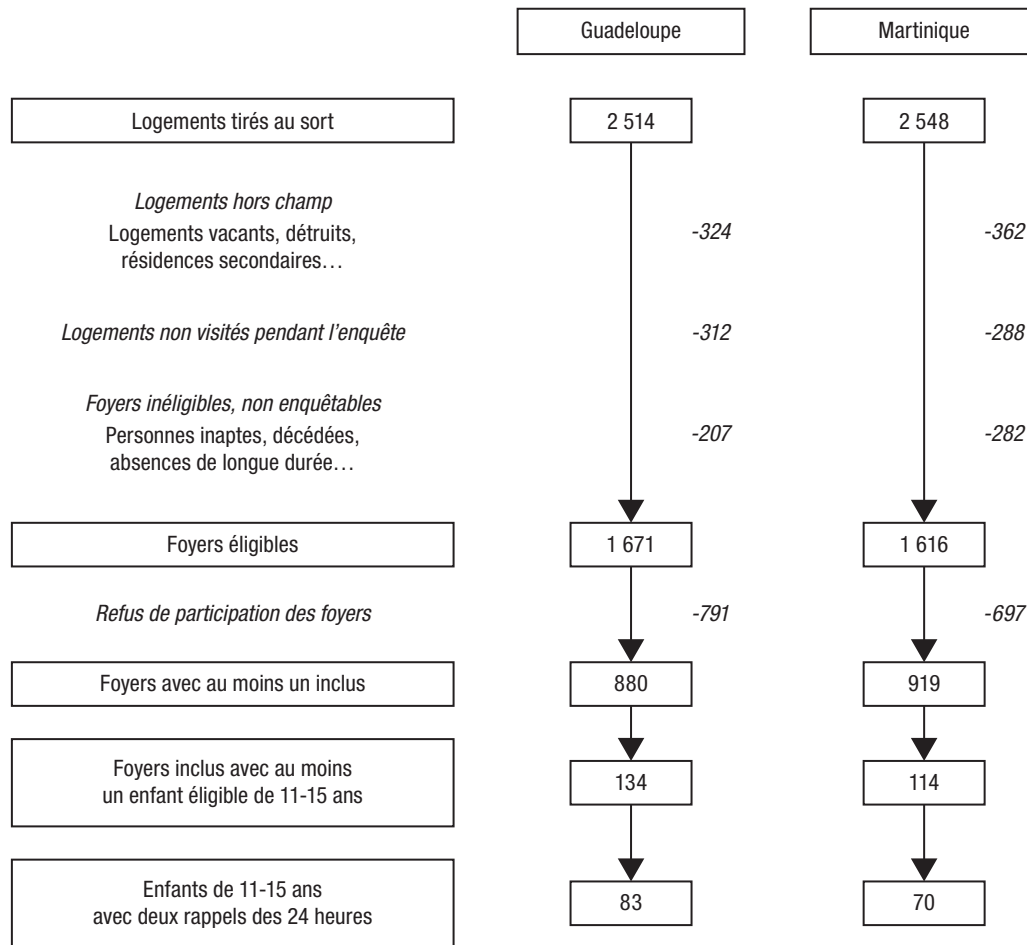 Guadeloupe
Martinique
Logements tirés au sort
2 514
2 548
Logements hors champ
Logements vacants, détruits,
résidences secondaires…
-324
-362
Logements non visités pendant l’enquête
-312
-288
Foyers inéligibles, non enquêtables
Personnes inaptes, décédées,
absences de longue durée…
-207
-282
Foyers éligibles
1 671
1 616
Refus de participation des foyers
-791
-697
Foyers avec au moins un inclus
880
919
Foyers inclus avec au moins
un enfant éligible de 11-15 ans
134
114
Enfants de 11-15 ans
avec deux rappels des 24 heures
83
70